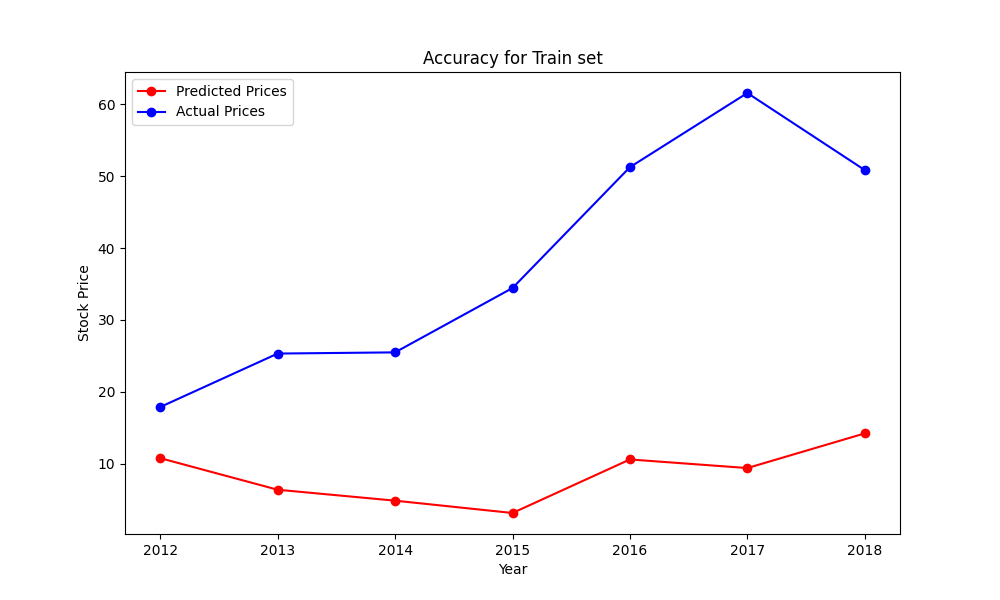 Accuracy for Train set
Predicted Prices
Actual Prices
60
50
40
30
20
10
Stock Price
2012 2013 2014 2015 2016 2017 2018
Year